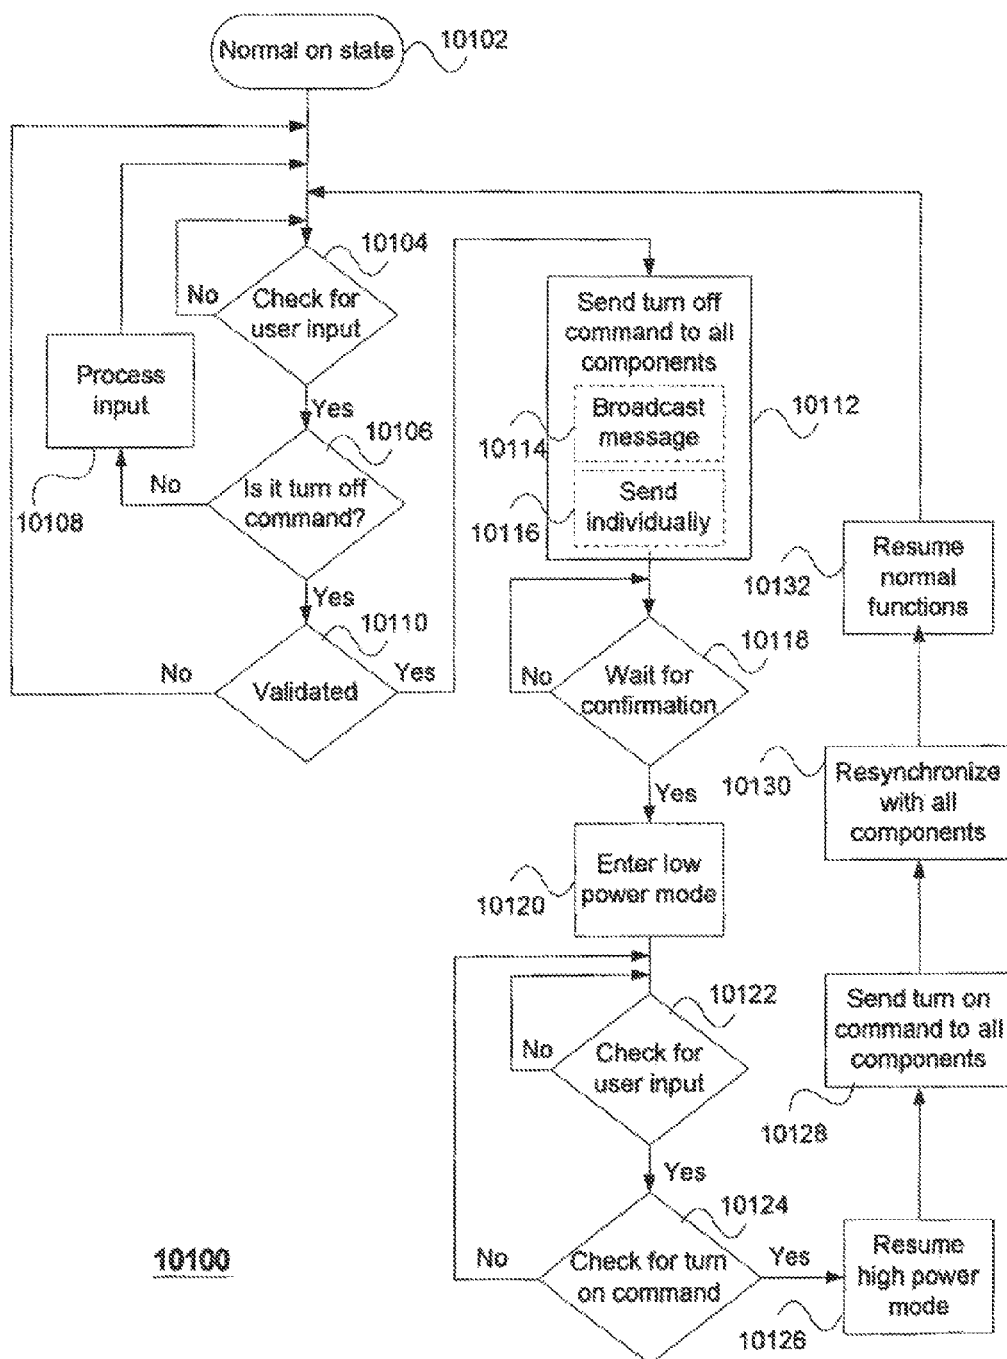 Normal on state
10102
10104
No
Check for
user input
Process
input
10108
Yes
10106
No
Is it turn off
command?
Yes
10110
No
Validated
Yes
Send turn off
command to all
components
10112
10114
Broadcast
message
10116
Send
individually
10118
No
Wait for
confirmation
Yes
10120
Enter low
power mode
10122
No
Check for
user input
Yes
10124
No
Check for turn
on command
Yes
10126
Resume
high power
mode
10128
Send turn on
command to all
components
10130
Resynchronize
with all
components
10132
Resume
normal
functions
10100